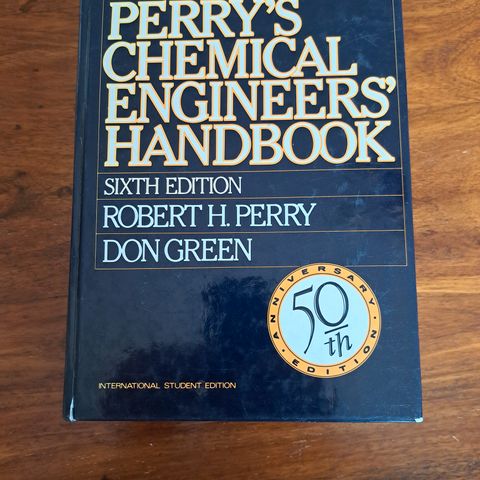 PERRY'S
CHEMICAL
ENGINEERS'
HANDBOOK
SIXTH EDITION
ROBERT H. PERRY
DON GREEN
ANNIVERSARY
50th
EDITION
INTERNATIONAL STUDENT EDITION